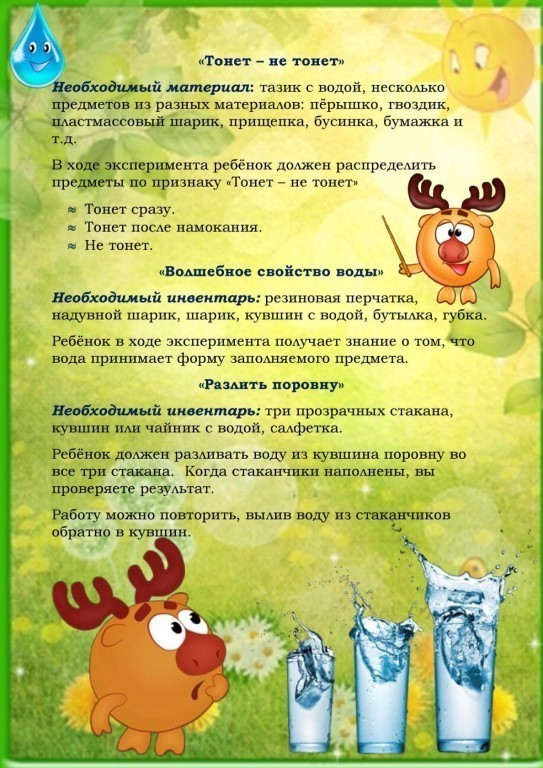 «Тонет – не тонет»
Необходимый материал: тазик с водой, несколько
предметов из разных материалов: пёрышко, гвоздик,
пластмассовый шарик, прищепка, бусинка, бумажка и
т.д.
В ходе эксперимента ребёнок должен распределить
предметы по признаку «Тонет – не тонет»
≈ Тонет сразу.
≈ Тонет после намокания.
≈ Не тонет.
«Волшебное свойство воды»
Необходимый инвентарь: резиновая перчатка,
надувной шарик, шарик, кувшин с водой, бутылка, губка.
Ребёнок в ходе эксперимента получает знание о том, что
вода принимает форму заполняемого предмета.
«Разлить поровну»
Необходимый инвентарь: три прозрачных стакана,
кувшин или чайник с водой, салфетка.
Ребёнок должен разливать воду из кувшина поровну во
все три стакана. Когда стаканчики наполнены, вы
проверяете результат.
Работу можно повторить, вылив воду из стаканчиков
обратно в кувшин.